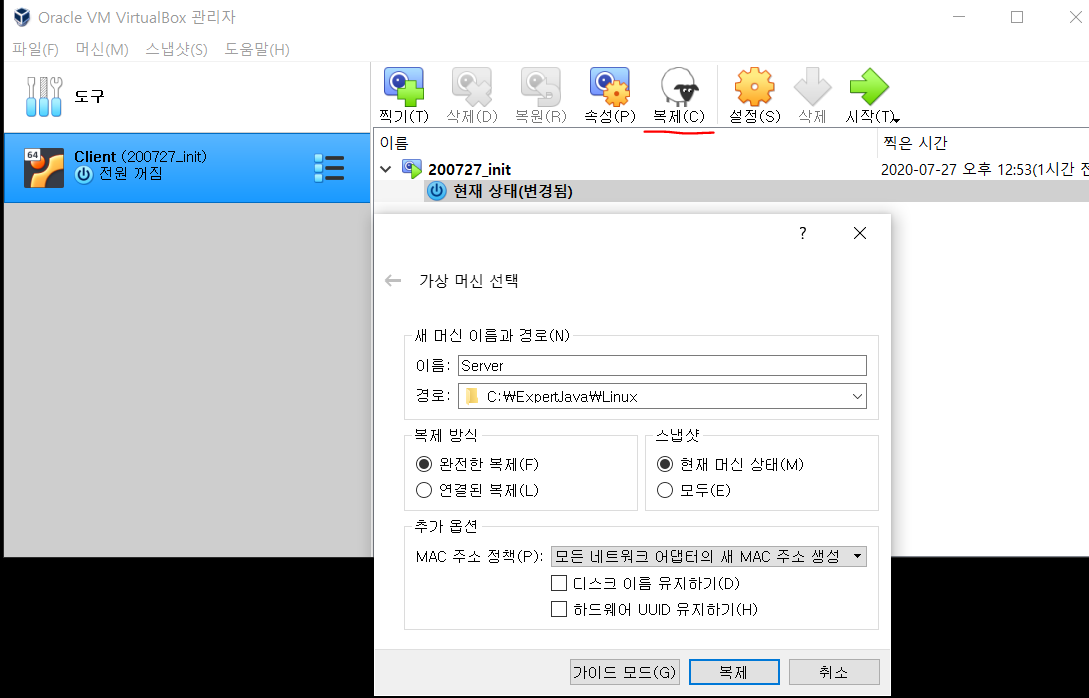 Oracle VM VirtualBox 관리자
파일(F) 머신(M) 스냅샷(S) 도움말(H)
도구
찍기(T) 삭제(D) 복원(R) 속성(P) 복제(C) 설정(S) 삭제 시작(T)
이름 찍은 시간
64 Client (200727_init)
전원 꺼짐
200727_init 2020-07-27 오후 12:53(1시간 전
현재 상태(변경됨)
?
가상 머신 선택
새 머신 이름과 경로(N)
이름: Server
경로: C:₩ExpertJava₩Linux
복제 방식 스냅샷
완전한 복제(F) 현재 머신 상태(M)
연결된 복제(L) 모두(E)
추가 옵션
MAC 주소 정책(P): 모든 네트워크 어댑터의 새 MAC 주소 생성
디스크 이름 유지하기(D)
하드웨어 UUID 유지하기(H)
가이드 모드(G) 복제 취소